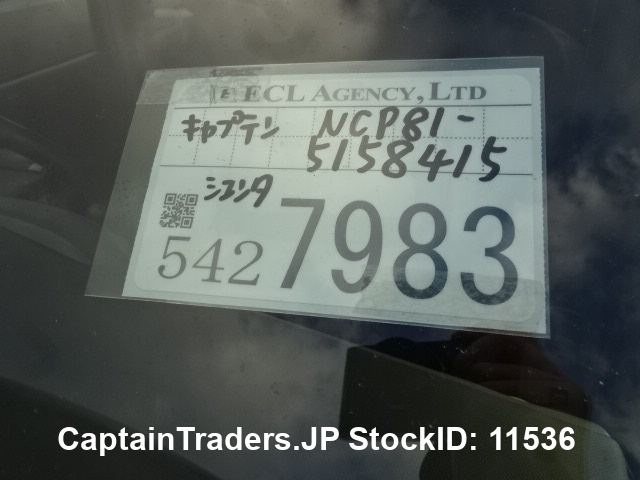 ECL AGENCY, LTD
キャプテン NCP81-
5158415
シエンタ
542 7983
CaptainTraders.JP StockID: 11536